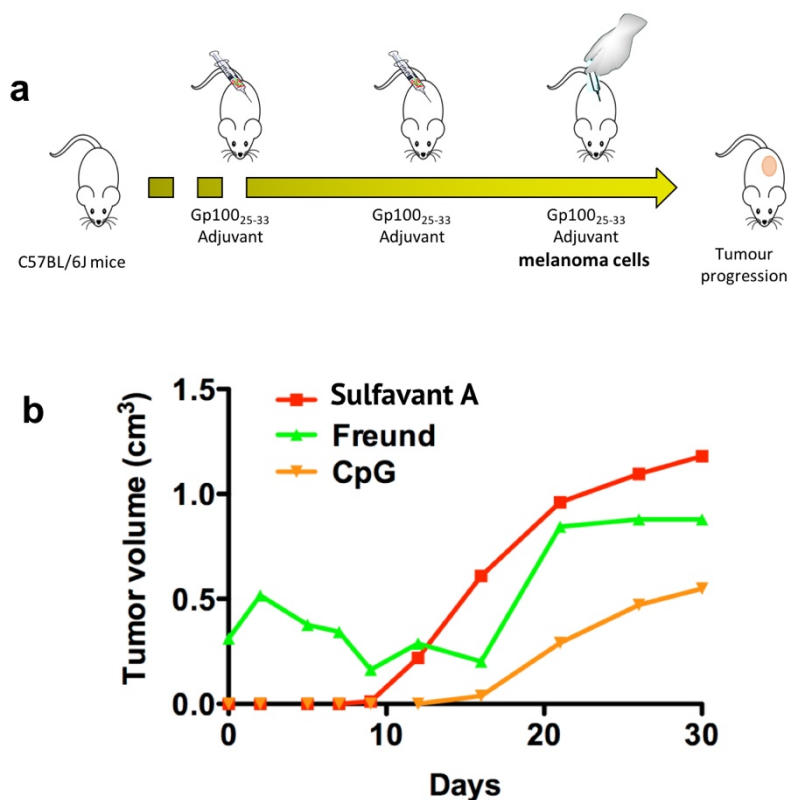 a
C57BL/6J mice
Gp100₂₅₋₃₃
Adjuvant
Gp100₂₅₋₃₃
Adjuvant
Gp100₂₅₋₃₃
Adjuvant
melanoma cells
Tumour
progression
b
Tumor volume (cm³)
1.5
1.0
0.5
0.0
Sulfavant A
Freund
CpG
0 10 20 30
Days